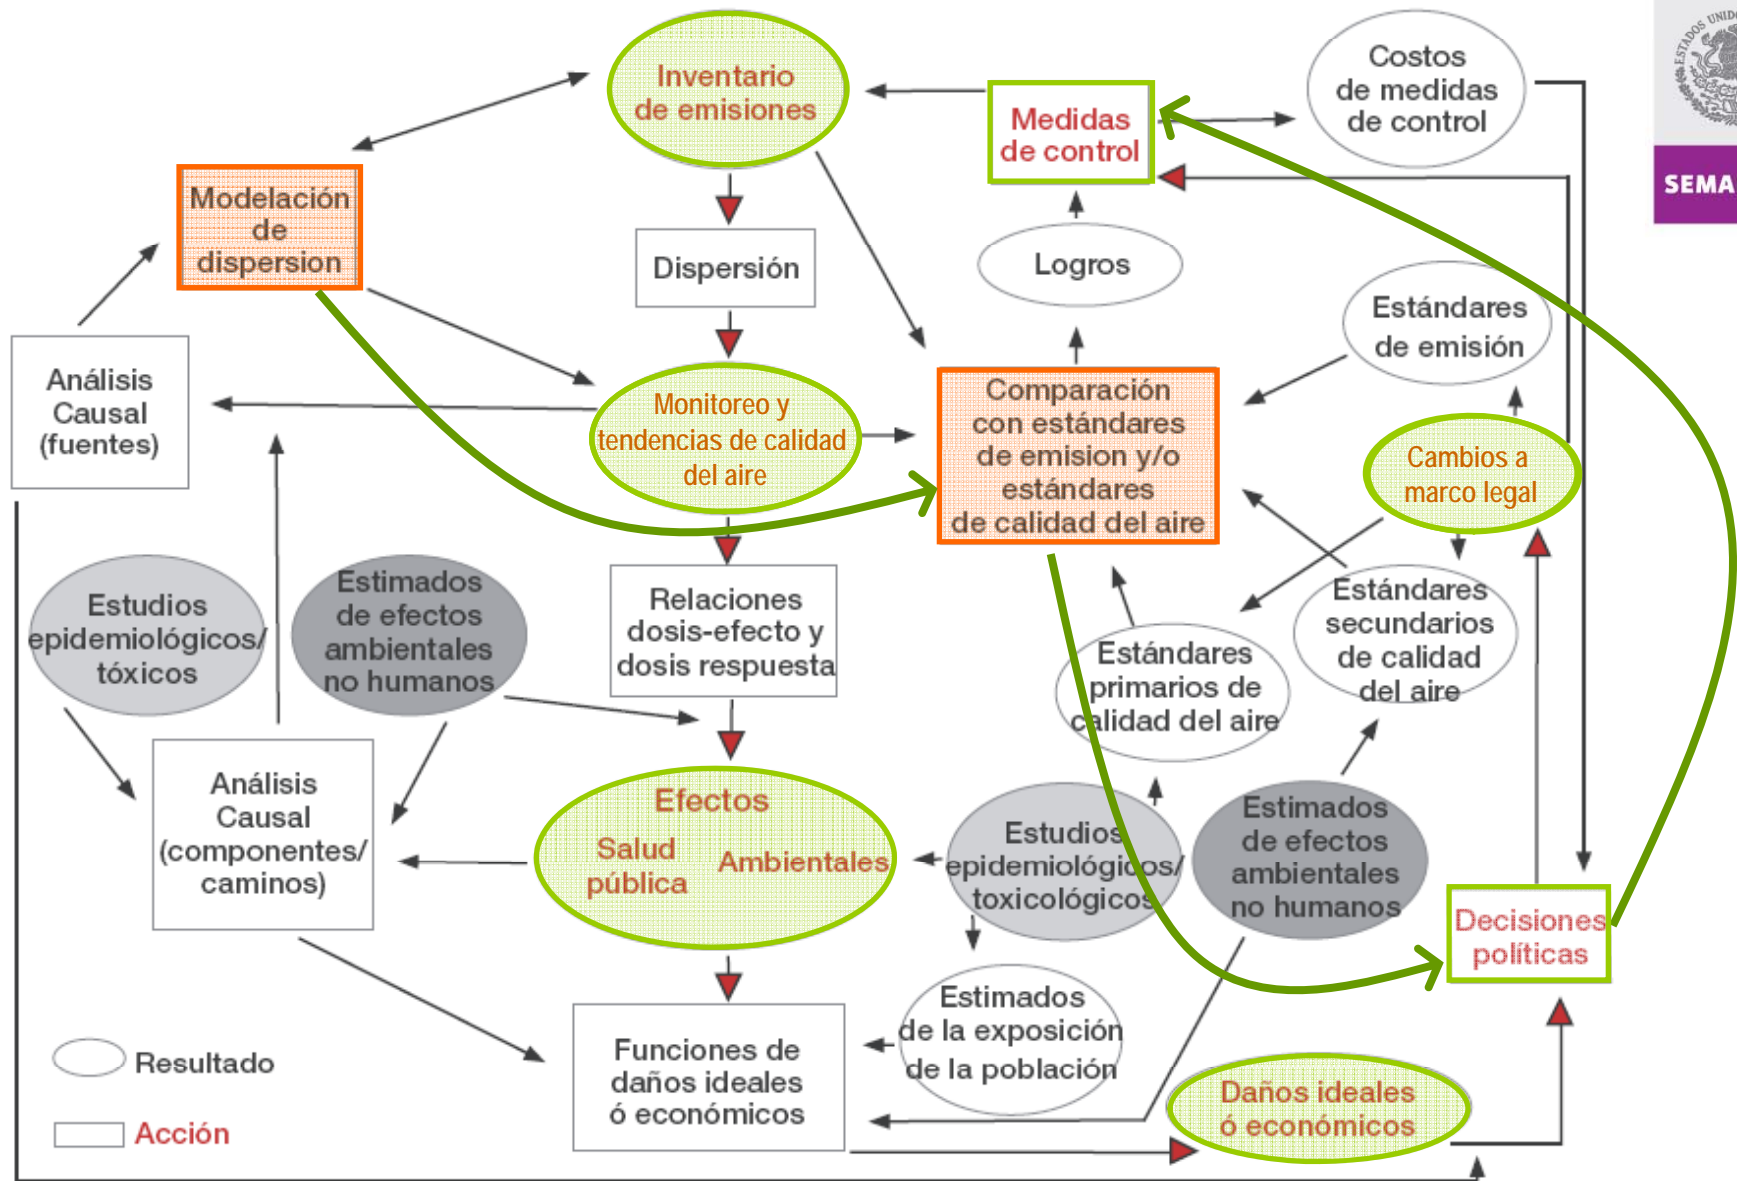 Inventario
de emisiones
Costos
de medidas
de control
Medidas
de control
ESTADOS UNIDO
SEMA
Modelación
de
dispersion
Dispersión
Logros
Estándares
de emisión
Análisis
Causal
(fuentes)
Monitoreo y
tendencias de calidad
del aire
Comparación
con estándares
de emision y/o
estándares
de calidad del aire
Cambios a
marco legal
Estudios
epidemiológicos/
tóxicos
Estimados
de efectos
ambientales
no humanos
Relaciones
dosis-efecto y
dosis respuesta
Estándares
primarios de
calidad del aire
Estándares
secundarios
de calidad
del aire
Análisis
Causal
(componentes/
caminos)
Efectos
Salud
pública
Ambientales
Estudios
epidemiológicos/
toxicológicos
Estimados
de efectos
ambientales
no humanos
Decisiones
políticas
Estimados
de la exposición
de la población
Funciones de
daños ideales
ó económicos
Daños ideales
ó económicos
Resultado
Acción